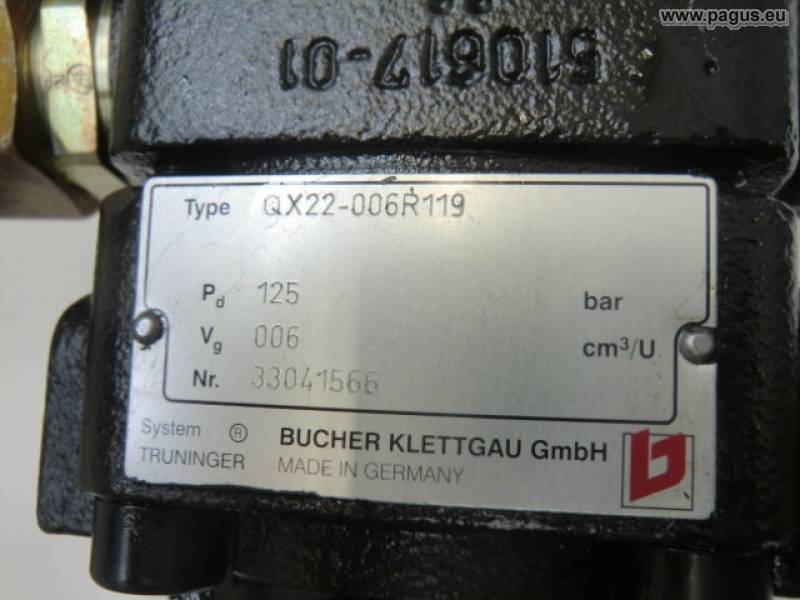 www.pagus.eu
510617-01
Type QX22-006R119
Pd 125 bar
Vg 006 cm³/U
Nr. 33041566
System ® BUCHER KLETTGAU GmbH
TRUNINGER MADE IN GERMANY